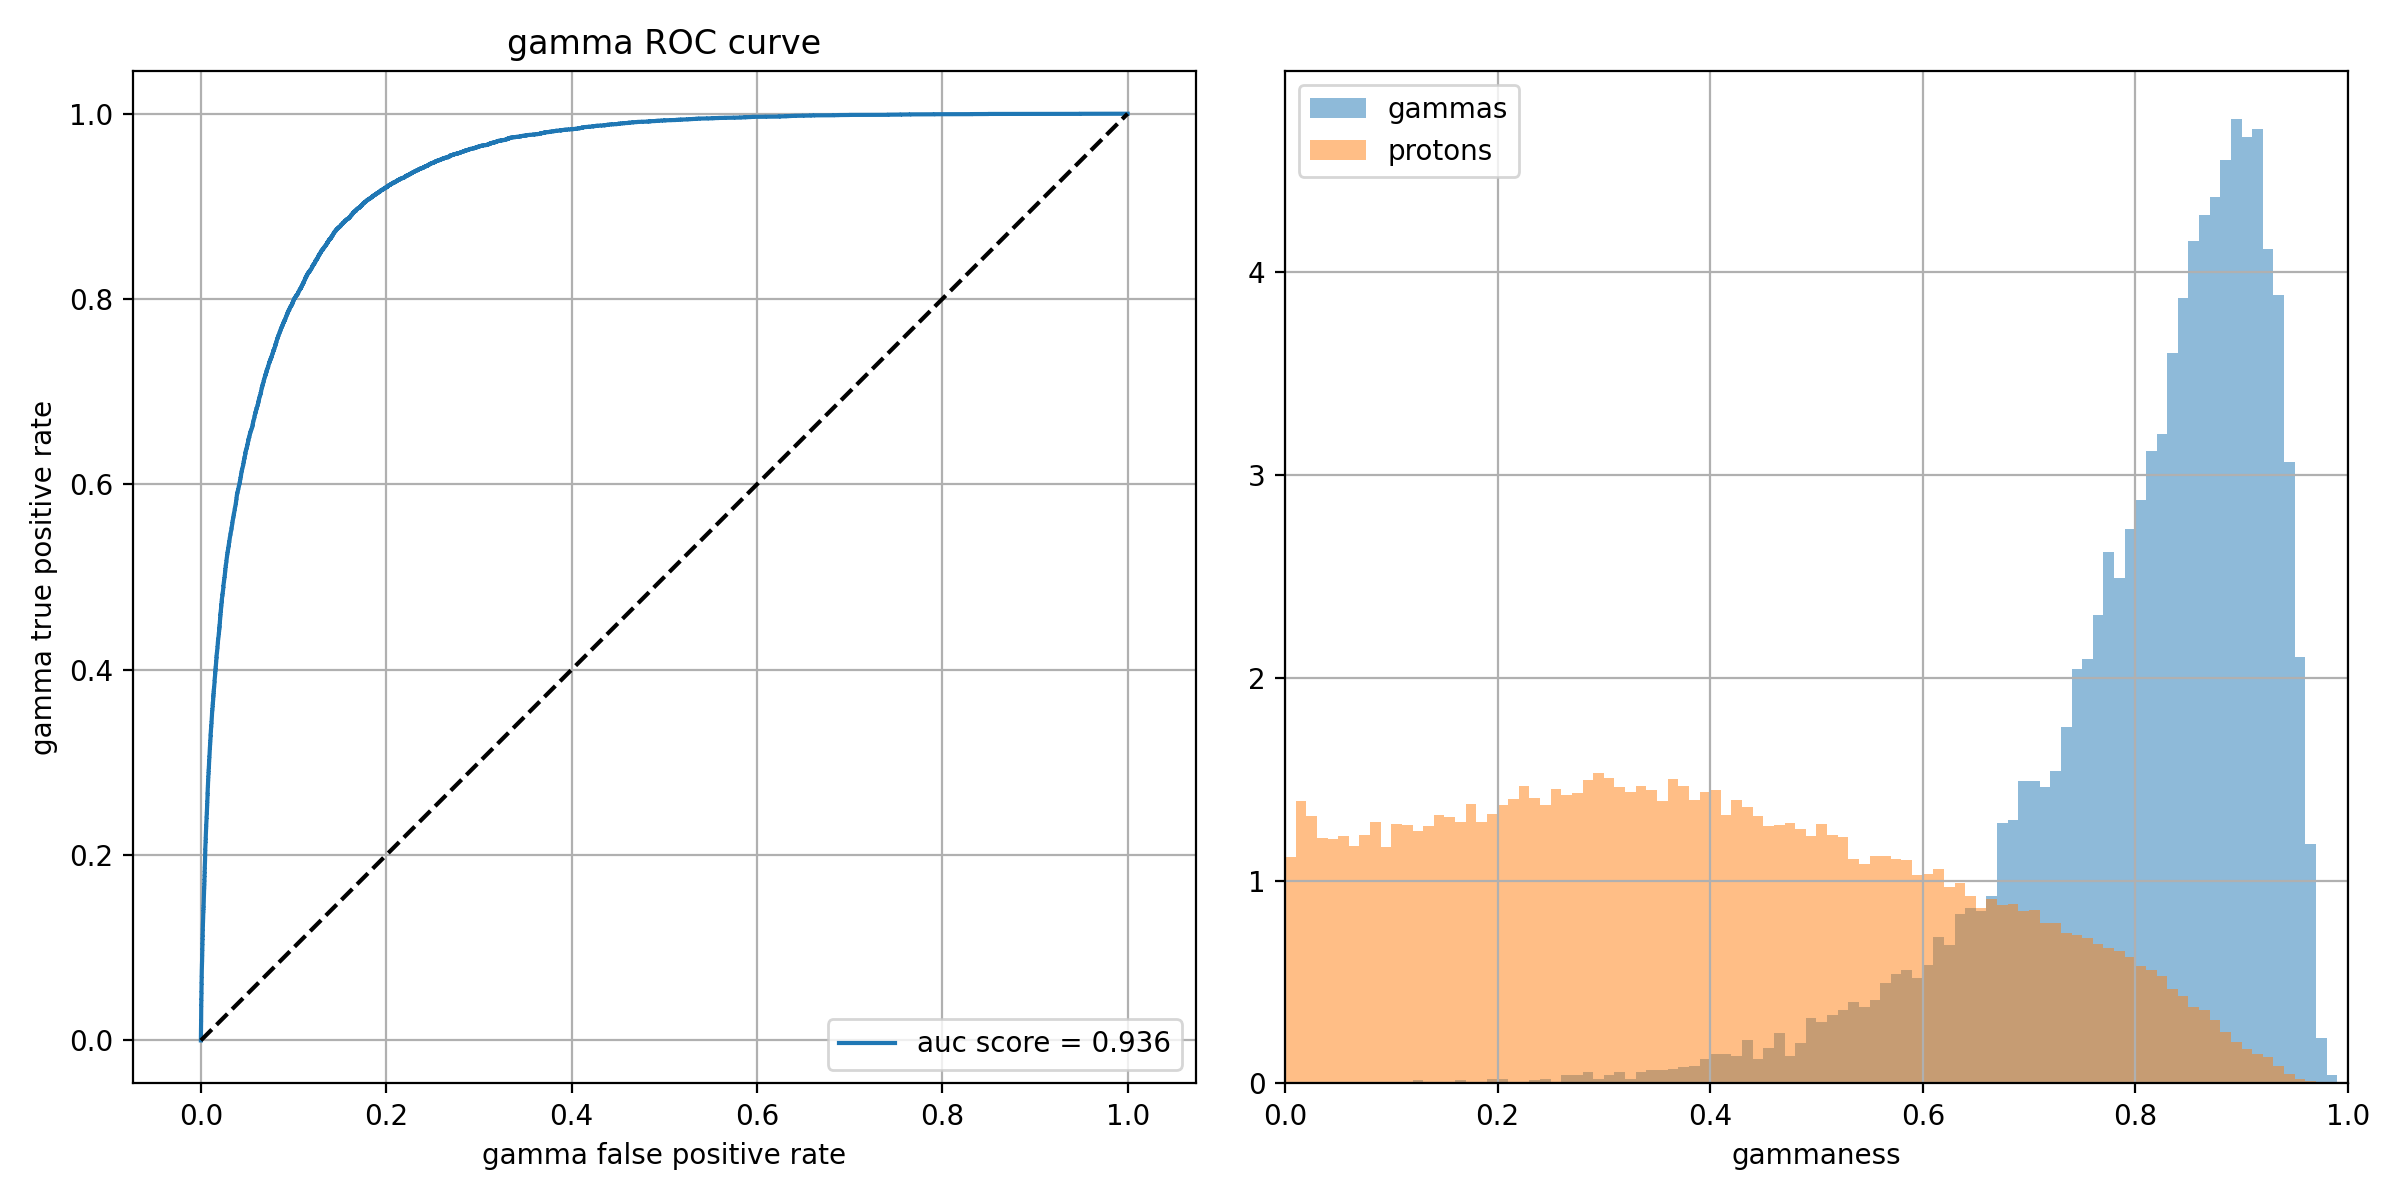 gamma ROC curve
gamma true positive rate
1.0
0.8
0.6
0.4
0.2
0.0
0.0 0.2 0.4 0.6 0.8 1.0
gamma false positive rate
auc score = 0.936
gammas
protons
4
3
2
1
0
0.0 0.2 0.4 0.6 0.8 1.0
gammaness